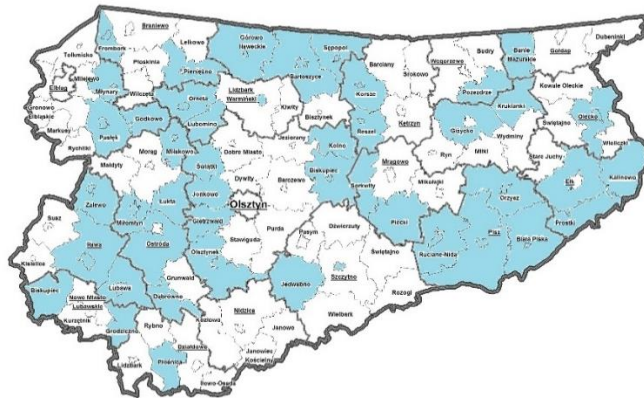 Braniewo
Frombork
Lelkowo
Tolkmicko
Płoskinia
Pieniężno
Milejewo
Elbląg
Młynary
Wilczęta
Gronowo
Elbląskie
Markusy
Pasłęk
Godkowo
Rychliki
Górowo
Iławeckie
Sępopol
Bartoszyce
Lidzbark
Warmiński
Orneta
Lubomino
Kiwity
Bisztynek
Barciany
Srokowo
Korsze
Kętrzyn
Reszel
Węgorzewo
Budry
Pozezdrze
Banie
Mazurskie
Gołdap
Dubeninki
Kowale Oleckie
Kruklanki
Giżycko
Wydminy
Świętajno
Olecko
Wieliczki
Ryn
Miłki
Stare Juchy
Ełk
Kalinowo
Prostki
Małdyty
Morąg
Miłakowo
Świątki
Dobre Miasto
Jeziorany
Kolno
Jonkowo
Dywity
Barczewo
Biskupiec
Mrągowo
Sorkwity
Mikołajki
Piecki
Orzysz
Pisz
Biała Piska
Ruciane-Nida
Zalewo
Łukta
Miłomłyn
Gietrzwałd
Olsztyn
Susz
Iława
Ostróda
Olsztynek
Stawiguda
Purda
Pasym
Dźwierzuty
Szczytno
Świętajno
Kisielice
Grunwald
Jedwabno
Biskupiec
Nowe Miasto
Lubawskie
Lubawa
Dąbrówno
Kurzętnik
Grodziczno
Rybno
Kozłowo
Nidzica
Wielbark
Rozogi
Działdowo
Janowo
Janowiec
Kościelny
Lidzbark
Płośnica
Iłowo-Osada